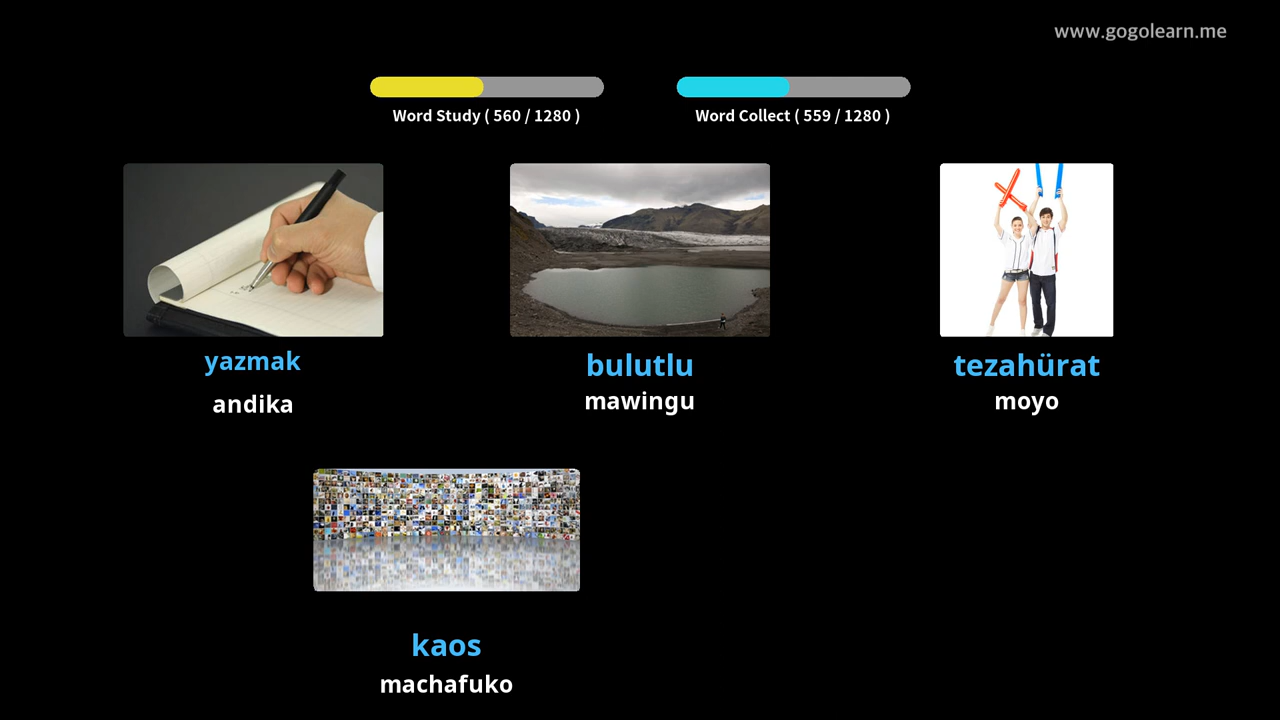 www.gogolearn.me
Word Study ( 560 / 1280 )
Word Collect ( 559 / 1280 )
yazmak
andika
bulutlu
mawingu
tezahürat
moyo
kaos
machafuko